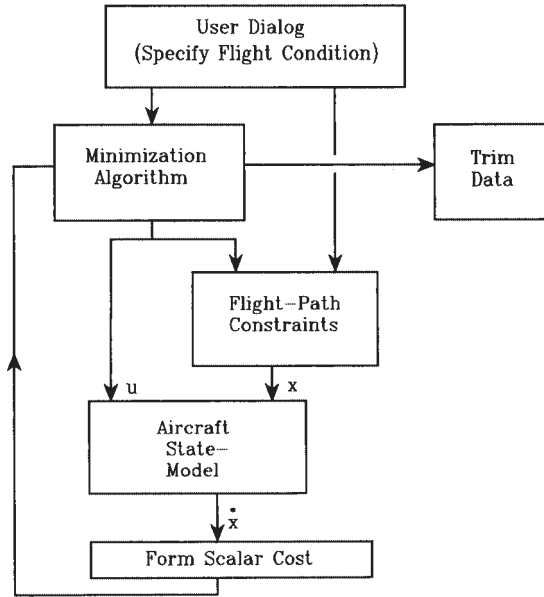 User Dialog
(Specify Flight Condition)
Minimization
Algorithm
Trim
Data
Flight-Path
Constraints
u
x
Aircraft
State-
Model
ẋ
Form Scalar Cost